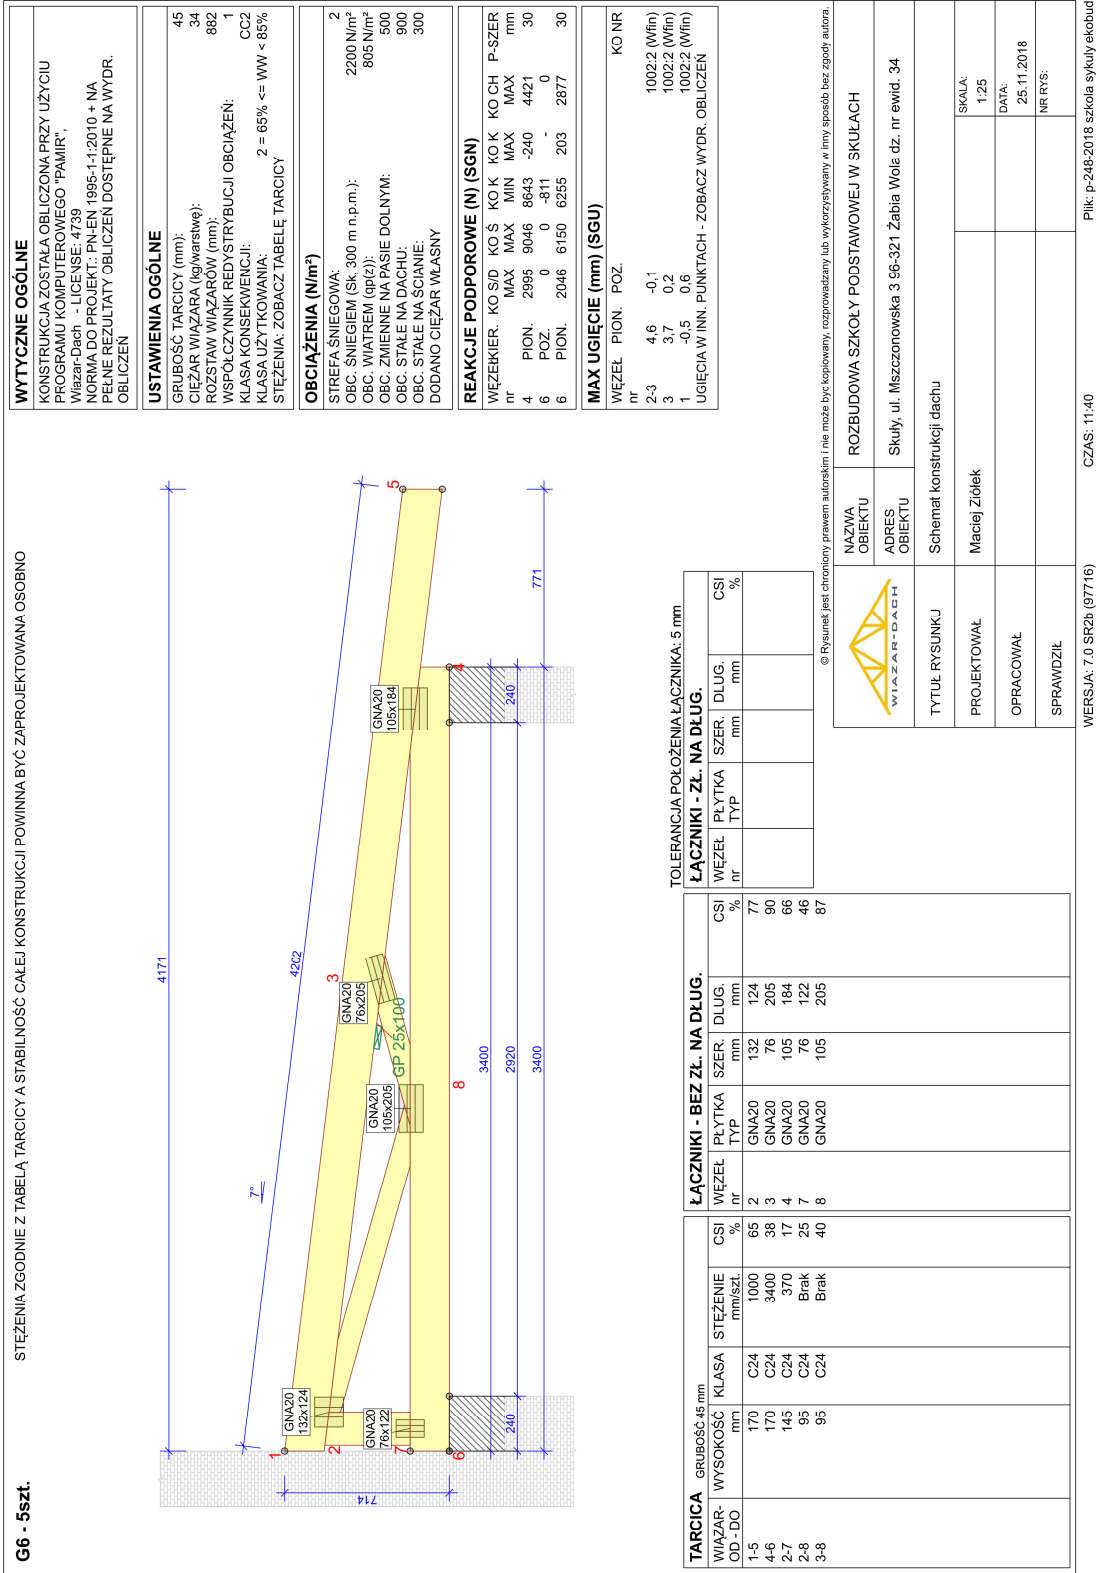 G6 - 5szt.
STĘŻENIA ZGODNIE Z TABELĄ TARCICY A STABILNOŚĆ CAŁEJ KONSTRUKCJI POWINNA BYĆ ZAPROJEKTOWANA OSOBNO
4171
4202
7°
714
1
2
3
4
5
6
7
8
GNA20
132x124
GNA20
76x122
GNA20
76x205
GNA20
105x205
GNA20
105x184
GP 25x100
240
240
3400
2920
3400
771
WYTYCZNE OGÓLNE
KONSTRUKCJA ZOSTAŁA OBLICZONA PRZY UŻYCIU
PROGRAMU KOMPUTEROWEGO "PAMIR",
Wiazar-Dach - LICENSE: 4739
NORMA DO PROJEKT.: PN-EN 1995-1-1:2010 + NA
PEŁNE REZULTATY OBLICZEŃ DOSTĘPNE NA WYDR.
OBLICZEŃ
USTAWIENIA OGÓLNE
GRUBOŚĆ TARCICY (mm): 45
CIĘŻAR WIĄZARA (kg/warstwę): 34
ROZSTAW WIĄZARÓW (mm): 882
WSPÓŁCZYNNIK REDYSTRYBUCJI OBCIĄŻEŃ: 1
KLASA KONSEKWENCJI: CC2
KLASA UŻYTKOWANIA: 2 = 65% <= WW < 85%
STĘŻENIA: ZOBACZ TABELĘ TARCICY
OBCIĄŻENIA (N/m²)
STREFA ŚNIEGOWA: 2
OBC. ŚNIEGIEM (Sk, 300 m n.p.m.): 2200 N/m²
OBC. WIATREM (qp(z)): 805 N/m²
OBC. ZMIENNE NA PASIE DOLNYM: 500
OBC. STAŁE NA DACHU: 900
OBC. STAŁE NA ŚCIANIE: 300
DODANO CIĘŻAR WŁASNY
REAKCJE PODPOROWE (N) (SGN)
WĘZEŁ KIER. KO S/D KO Ś KO K KO K KO CH P-SZER
nr MAX MAX MIN MAX MAX mm
4 PION. 2995 9046 8643 -240 4421 30
6 POZ. 0 0 -811 - 0
6 PION. 2046 6150 6255 203 2877 30
MAX UGIĘCIE (mm) (SGU)
WĘZEŁ PION. POZ. KO NR
nr
2-3 4,6 -0,1 1002:2 (Wfin)
3 3,7 0,2 1002:2 (Wfin)
1 -0,5 0,6 1002:2 (Wfin)
UGIĘCIA W INN. PUNKTACH - ZOBACZ WYDR. OBLICZEŃ
TARCICA GRUBOŚĆ 45 mm
WIĄZAR- WYSOKOŚĆ KLASA STĘŻENIE CSI
OD - DO mm mm/szt. %
1-5 170 C24 1000 65
4-6 170 C24 3400 38
2-7 145 C24 370 17
2-8 95 C24 Brak 25
3-8 95 C24 Brak 40
ŁĄCZNIKI - BEZ ZŁ. NA DŁUG.
WĘZEŁ PŁYTKA SZER. DLUG. CSI
nr TYP mm mm %
2 GNA20 132 124 77
3 GNA20 76 205 90
4 GNA20 105 184 66
7 GNA20 76 122 46
8 GNA20 105 205 87
TOLERANCJA POŁOŻENIA ŁĄCZNIKA: 5 mm
ŁĄCZNIKI - ZŁ. NA DŁUG.
WĘZEŁ PŁYTKA SZER. DLUG. CSI
nr TYP mm mm %
© Rysunek jest chroniony prawem autorskim i nie może być kopiowany, rozprowadzany lub wykorzystywany w inny sposób bez zgody autora.
WIAZAR-DACH
NAZWA
OBIEKTU
ROZBUDOWA SZKOŁY PODSTAWOWEJ W SKUŁACH
ADRES
OBIEKTU
Skuły, ul. Mszczonowska 3 96-321 Żabia Wola dz. nr ewid. 34
TYTUŁ RYSUNKU
Schemat konstrukcji dachu
PROJEKTOWAŁ
Maciej Ziółek
OPRACOWAŁ
SPRAWDZIŁ
SKALA:
1:25
DATA:
25.11.2018
NR RYS:
WERSJA: 7.0 SR2b (97716)
CZAS: 11:40
Plik: p-248-2018 szkola sykuly ekobud